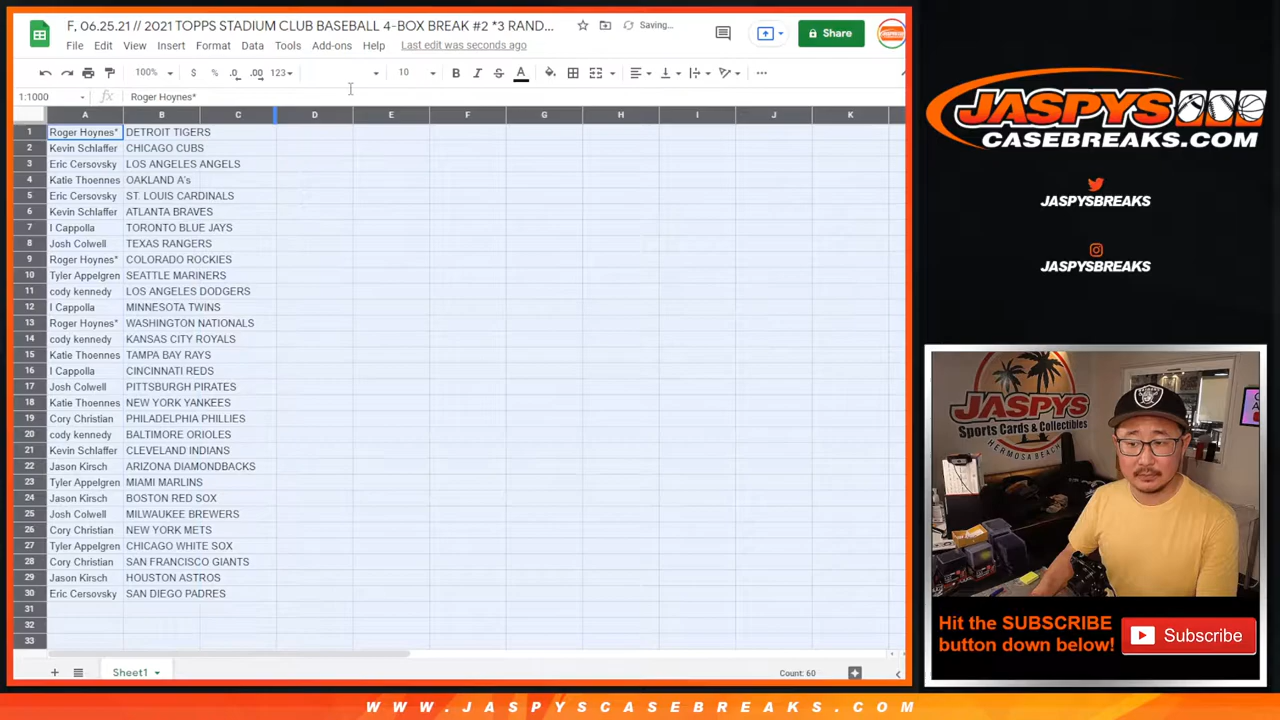 F, 06.25.21 // 2021 TOPPS STADIUM CLUB BASEBALL 4-BOX BREAK #2 *3 RAND...
Saving...
Share
File Edit View Insert Format Data Tools Add-ons Help Last edit was seconds ago
100% $ % .0 .00 123 10 B I S A
1:1000 fx Roger Hoynes*
A B C D E F G H I J K
1 Roger Hoynes* DETROIT TIGERS
2 Kevin Schlaffer CHICAGO CUBS
3 Eric Cersovsky LOS ANGELES ANGELS
4 Katie Thoennes OAKLAND A's
5 Eric Cersovsky ST. LOUIS CARDINALS
6 Kevin Schlaffer ATLANTA BRAVES
7 I Cappolla TORONTO BLUE JAYS
8 Josh Colwell TEXAS RANGERS
9 Roger Hoynes* COLORADO ROCKIES
10 Tyler Appelgren SEATTLE MARINERS
11 cody kennedy LOS ANGELES DODGERS
12 I Cappolla MINNESOTA TWINS
13 Roger Hoynes* WASHINGTON NATIONALS
14 cody kennedy KANSAS CITY ROYALS
15 Katie Thoennes TAMPA BAY RAYS
16 I Cappolla CINCINNATI REDS
17 Josh Colwell PITTSBURGH PIRATES
18 Katie Thoennes NEW YORK YANKEES
19 Cory Christian PHILADELPHIA PHILLIES
20 cody kennedy BALTIMORE ORIOLES
21 Kevin Schlaffer CLEVELAND INDIANS
22 Jason Kirsch ARIZONA DIAMONDBACKS
23 Tyler Appelgren MIAMI MARLINS
24 Jason Kirsch BOSTON RED SOX
25 Josh Colwell MILWAUKEE BREWERS
26 Cory Christian NEW YORK METS
27 Tyler Appelgren CHICAGO WHITE SOX
28 Cory Christian SAN FRANCISCO GIANTS
29 Jason Kirsch HOUSTON ASTROS
30 Eric Cersovsky SAN DIEGO PADRES
31
32
33
Sheet1
Count: 60
JASPYS
CASEBREAKS.COM
JASPYSBREAKS
JASPYSBREAKS
JASPYS
Sports Cards & Collectibles
HERMOSA BEACH
RAIDERS
Hit the SUBSCRIBE
button down below!
Subscribe
WWW.JASPYSCASEBREAKS.COM